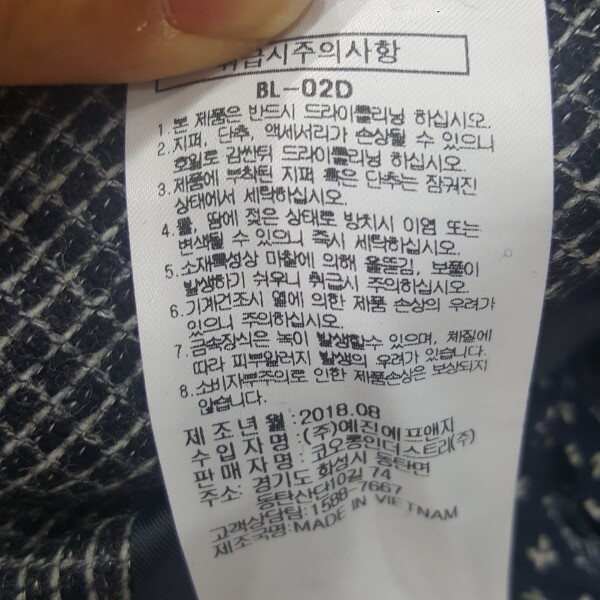 취급시주의사항
BL-02D
1. 본 제품은 반드시 드라이클리닝 하십시오.
2. 지퍼, 단추, 액세서리가 손상될 수 있으니
호일로 감싼뒤 드라이클리닝 하십시오.
3. 제품에 부착된 지퍼 혹은 단추는 잠궈진
상태에서 세탁하십시오.
4. 물, 땀에 젖은 상태로 방치시 이염 또는
변색될 수 있으니 즉시 세탁하십시오.
5. 소재특성상 마찰에 의해 올뜯김, 보풀이
발생하기 쉬우니 취급시 주의하십시오.
6. 기계건조시 열에 의한 제품 손상의 우려가
있으니 주의하십시오.
7. 금속장식은 녹이 발생할수 있으며, 체질에
따라 피부알러지 발생의 우려가 있습니다.
8. 소비자부주의로 인한 제품손상은 보상되지
않습니다.
제 조 년 월 : 2018.08
수 입 자 명 : (주)예진에프앤지
판 매 자 명 : 코오롱인더스트리(주)
주소: 경기도 화성시 동탄면
동탄산단10길 74
고객상담팀: 1588-7667
제조국명: MADE IN VIETNAM